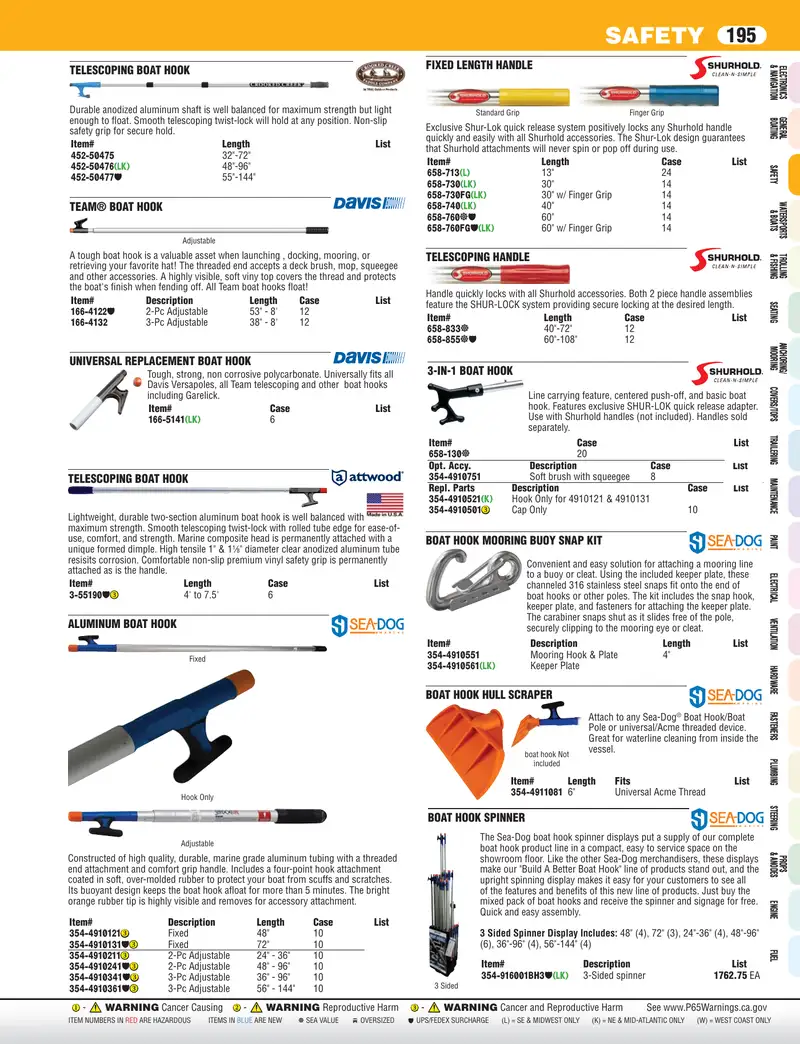 SAFETY 195
TELESCOPING BOAT HOOK
CROOKED CREEK
Durable anodized aluminum shaft is well balanced for maximum strength but light
enough to float. Smooth telescoping twist-lock will hold at any position. Non-slip
safety grip for secure hold.
Item# Length List
452-50475 32"-72"
452-50476(LK) 48"-96"
452-50477 55"-144"
TEAM® BOAT HOOK
DAVIS
Adjustable
A tough boat hook is a valuable asset when launching , docking, mooring, or
retrieving your favorite hat! The threaded end accepts a deck brush, mop, squeegee
and other accessories. A highly visible, soft viny top covers the thread and protects
the boat's finish when fending off. All Team boat hooks float!
Item# Description Length Case List
166-4122 2-Pc Adjustable 53" - 8' 12
166-4132 3-Pc Adjustable 38" - 8' 12
UNIVERSAL REPLACEMENT BOAT HOOK
DAVIS
Tough, strong, non corrosive polycarbonate. Universally fits all
Davis Versapoles, all Team telescoping and other boat hooks
including Garelick.
Item# Case List
166-5141(LK) 6
TELESCOPING BOAT HOOK
attwood®
Made in U.S.A.
Lightweight, durable two-section aluminum boat hook is well balanced with
maximum strength. Smooth telescoping twist-lock with rolled tube edge for ease-of-
use, comfort, and strength. Marine composite head is permanently attached with a
unique formed dimple. High tensile 1" & 1⅛" diameter clear anodized aluminum tube
resisits corrosion. Comfortable non-slip premium vinyl safety grip is permanently
attached as is the handle.
Item# Length Case List
3-55190 3 4' to 7.5' 6
ALUMINUM BOAT HOOK
SEA-DOG
Fixed
Hook Only
Adjustable
Constructed of high quality, durable, marine grade aluminum tubing with a threaded
end attachment and comfort grip handle. Includes a four-point hook attachment
coated in soft, over-molded rubber to protect your boat from scuffs and scratches.
Its buoyant design keeps the boat hook afloat for more than 5 minutes. The bright
orange rubber tip is highly visible and removes for accessory attachment.
Item# Description Length Case List
354-4910121 3 Fixed 48" 10
354-4910131 3 Fixed 72" 10
354-4910211 3 2-Pc Adjustable 24" - 36" 10
354-4910241 3 2-Pc Adjustable 48" - 96" 10
354-4910341 3 3-Pc Adjustable 36" - 96" 10
354-4910361 3 3-Pc Adjustable 56" - 144" 10
FIXED LENGTH HANDLE
SHURHOLD
CLEAN-N-SIMPLE
Standard Grip Finger Grip
Exclusive Shur-Lok quick release system positively locks any Shurhold handle
quickly and easily with all Shurhold accessories. The Shur-Lok design guarantees
that Shurhold attachments will never spin or pop off during use.
Item# Length Case List
658-713(L) 13" 24
658-730(LK) 30" 14
658-730FG(LK) 30" w/ Finger Grip 14
658-740(LK) 40" 14
658-760 60" 14
658-760FG(LK) 60" w/ Finger Grip 14
TELESCOPING HANDLE
SHURHOLD
CLEAN-N-SIMPLE
Handle quickly locks with all Shurhold accessories. Both 2 piece handle assemblies
feature the SHUR-LOCK system providing secure locking at the desired length.
Item# Length Case List
658-833 40"-72" 12
658-855 60"-108" 12
3-IN-1 BOAT HOOK
SHURHOLD
CLEAN-N-SIMPLE
Line carrying feature, centered push-off, and basic boat
hook. Features exclusive SHUR-LOK quick release adapter.
Use with Shurhold handles (not included). Handles sold
separately.
Item# Case List
658-130 20
Opt. Accy. Description Case List
354-4910751 Soft brush with squeegee 8
Repl. Parts Description Case List
354-4910521(K) Hook Only for 4910121 & 4910131
354-4910501 3 Cap Only 10
BOAT HOOK MOORING BUOY SNAP KIT
SEA-DOG
Convenient and easy solution for attaching a mooring line
to a buoy or cleat. Using the included keeper plate, these
channeled 316 stainless steel snaps fit onto the end of
boat hooks or other poles. The kit includes the snap hook,
keeper plate, and fasteners for attaching the keeper plate.
The carabiner snaps shut as it slides free of the pole,
securely clipping to the mooring eye or cleat.
Item# Description Length List
354-4910551 Mooring Hook & Plate 4"
354-4910561(LK) Keeper Plate
BOAT HOOK HULL SCRAPER
SEA-DOG
boat hook Not
included
Attach to any Sea-Dog® Boat Hook/Boat
Pole or universal/Acme threaded device.
Great for waterline cleaning from inside the
vessel.
Item# Length Fits List
354-4911081 6" Universal Acme Thread
BOAT HOOK SPINNER
SEA-DOG
3 Sided
The Sea-Dog boat hook spinner displays put a supply of our complete
boat hook product line in a compact, easy to service space on the
showroom floor. Like the other Sea-Dog merchandisers, these displays
make our "Build A Better Boat Hook" line of products stand out, and the
upright spinning display makes it easy for your customers to see all
of the features and benefits of this new line of products. Just buy the
mixed pack of boat hooks and receive the spinner and signage for free.
Quick and easy assembly.
3 Sided Spinner Display Includes: 48" (4), 72" (3), 24"-36" (4), 48"-96"
(6), 36"-96" (4), 56"-144" (4)
Item# Description List
354-916001BH3(LK) 3-Sided spinner 1762.75 EA
ELECTRONICS
& NAVIGATION
GENERAL
BOATING
SAFETY
WATERSPORTS
& BOATS
TROLLING
& FISHING
SEATING
ANCHORING/
MOORING
COVERS/TOPS
TRAILERING
MAINTENANCE
PAINT
ELECTRICAL
VENTILATION
HARDWARE
FASTENERS
PLUMBING
STEERING
PROPS
& ANODES
ENGINE
FUEL
1 - WARNING Cancer Causing 2 - WARNING Reproductive Harm 3 - WARNING Cancer and Reproductive Harm See www.P65Warnings.ca.gov
ITEM NUMBERS IN RED ARE HAZARDOUS ITEMS IN BLUE ARE NEW SEA VALUE OVERSIZED UPS/FEDEX SURCHARGE (L) = SE & MIDWEST ONLY (K) = NE & MID-ATLANTIC ONLY (W) = WEST COAST ONLY